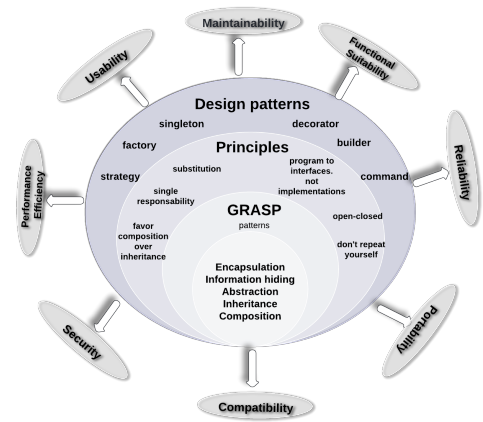 Maintainability
Usability
Functional
Suitability
Design patterns
singleton
decorator
factory
builder
Principles
strategy
substitution
program to
interfaces.
not
implementations
command
single
responsability
Performance
Efficiency
Reliability
GRASP
patterns
open-closed
favor
composition
over
inheritance
don't repeat
yourself
Encapsulation
Information hiding
Abstraction
Inheritance
Composition
Security
Portability
Compatibility